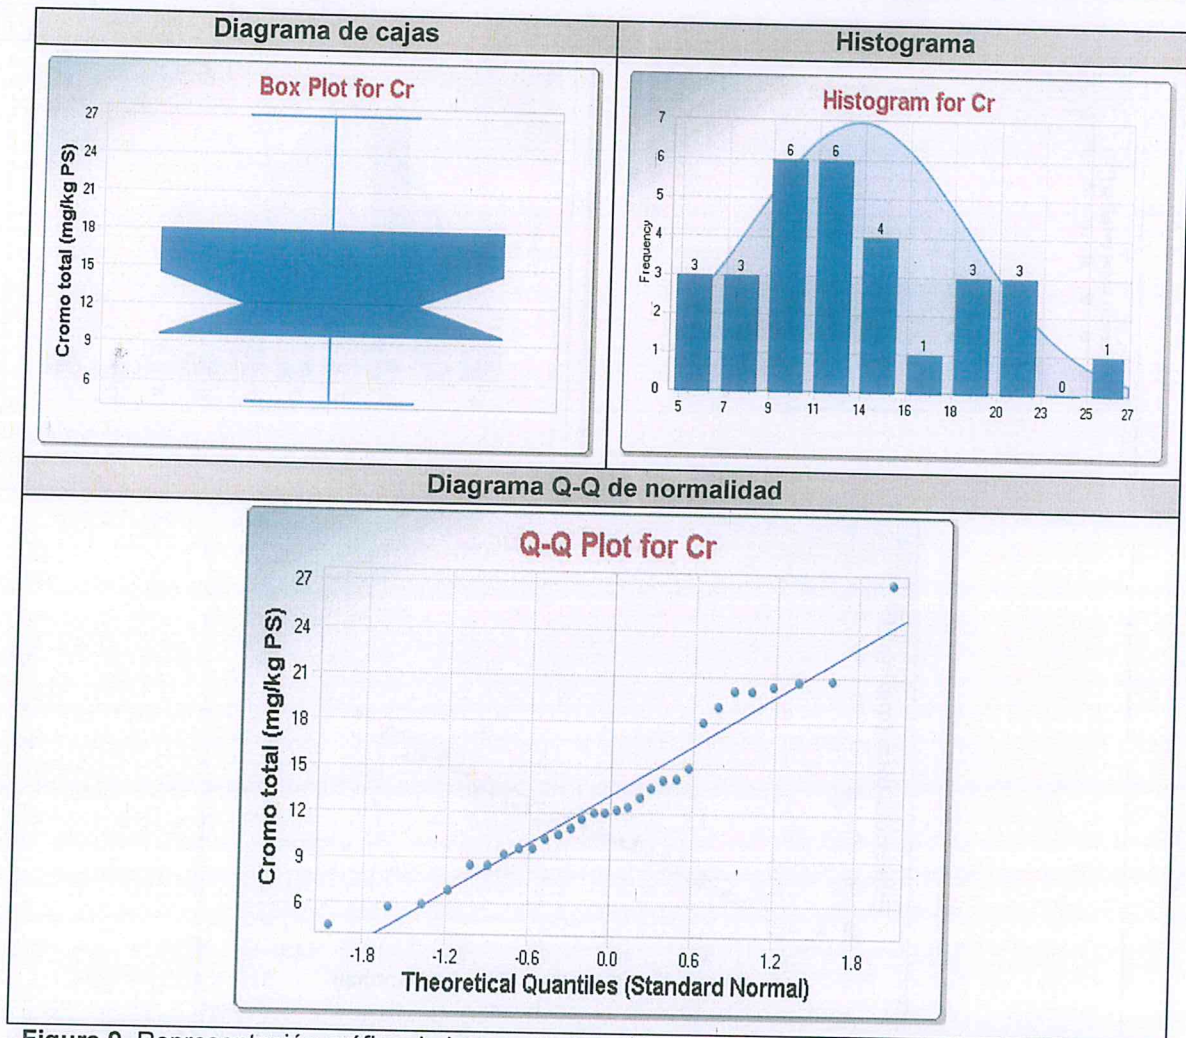 Diagrama de cajas
Histograma
Box Plot for Cr
Cromo total (mg/kg PS)
27
24
21
18
15
12
9
6
Histogram for Cr
Frequency
7
6
5
4
3
2
1
0
3
3
6
6
4
1
3
3
0
1
5 7 9 11 14 16 18 20 23 25 27
Diagrama Q-Q de normalidad
Q-Q Plot for Cr
Cromo total (mg/kg PS)
27
24
21
18
15
12
9
6
-1.8 -1.2 -0.6 0.0 0.6 1.2 1.8
Theoretical Quantiles (Standard Normal)